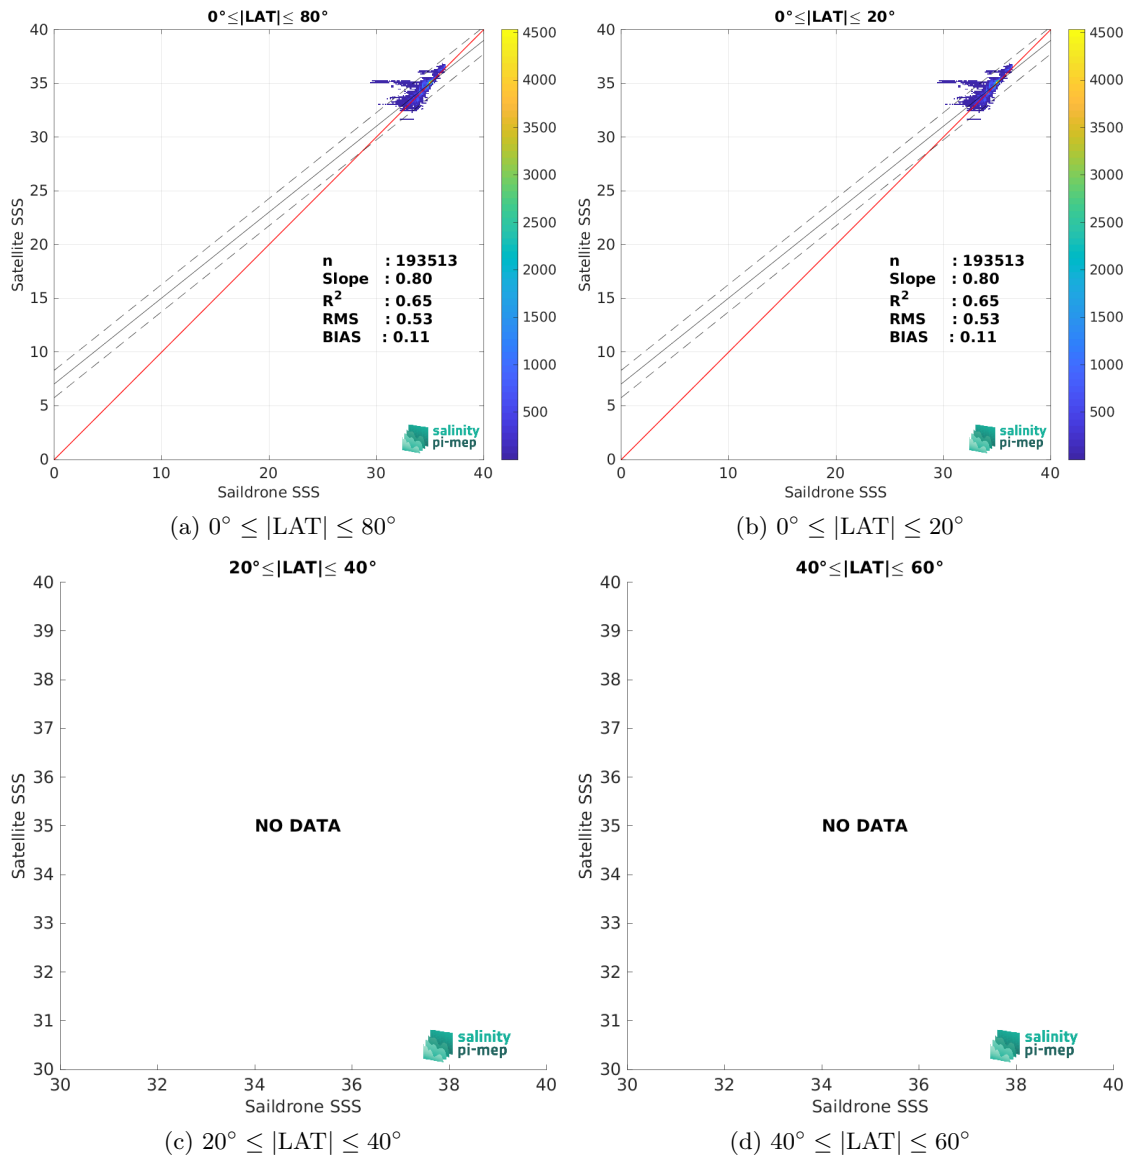 0°≤|LAT|≤ 80°
40
35
30
25
20
15
10
5
0
0
10
20
30
40
Satellite SSS
Saildrone SSS
n : 193513
Slope : 0.80
R² : 0.65
RMS : 0.53
BIAS : 0.11
salinity
pi-mep
4500
4000
3500
3000
2500
2000
1500
1000
500
(a) 0° ≤ |LAT| ≤ 80°
0°≤|LAT|≤ 20°
40
35
30
25
20
15
10
5
0
0
10
20
30
40
Satellite SSS
Saildrone SSS
n : 193513
Slope : 0.80
R² : 0.65
RMS : 0.53
BIAS : 0.11
salinity
pi-mep
4500
4000
3500
3000
2500
2000
1500
1000
500
(b) 0° ≤ |LAT| ≤ 20°
20°≤|LAT|≤ 40°
40
39
38
37
36
35
34
33
32
31
30
30
32
34
36
38
40
Satellite SSS
NO DATA
Saildrone SSS
salinity
pi-mep
(c) 20° ≤ |LAT| ≤ 40°
40°≤|LAT|≤ 60°
40
39
38
37
36
35
34
33
32
31
30
30
32
34
36
38
40
Satellite SSS
NO DATA
Saildrone SSS
salinity
pi-mep
(d) 40° ≤ |LAT| ≤ 60°